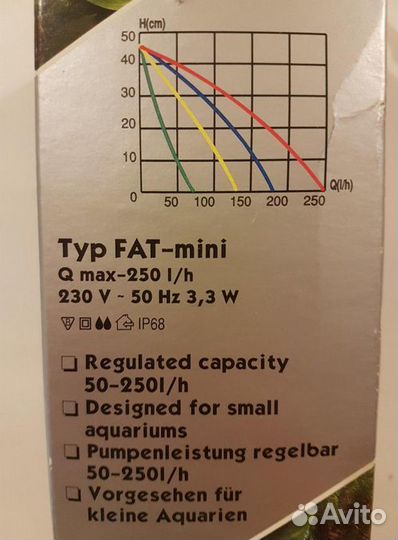 H(cm)
50
40
30
20
10
0
50 100 150 200 250 Q(l/h)
Typ FAT-mini
Q max-250 l/h
230 V ~ 50 Hz 3,3 W
IP68
Regulated capacity
50-250l/h
Designed for small
aquariums
Pumpenleistung regelbar
50-250l/h
Vorgesehen für
kleine Aquarien
Avito